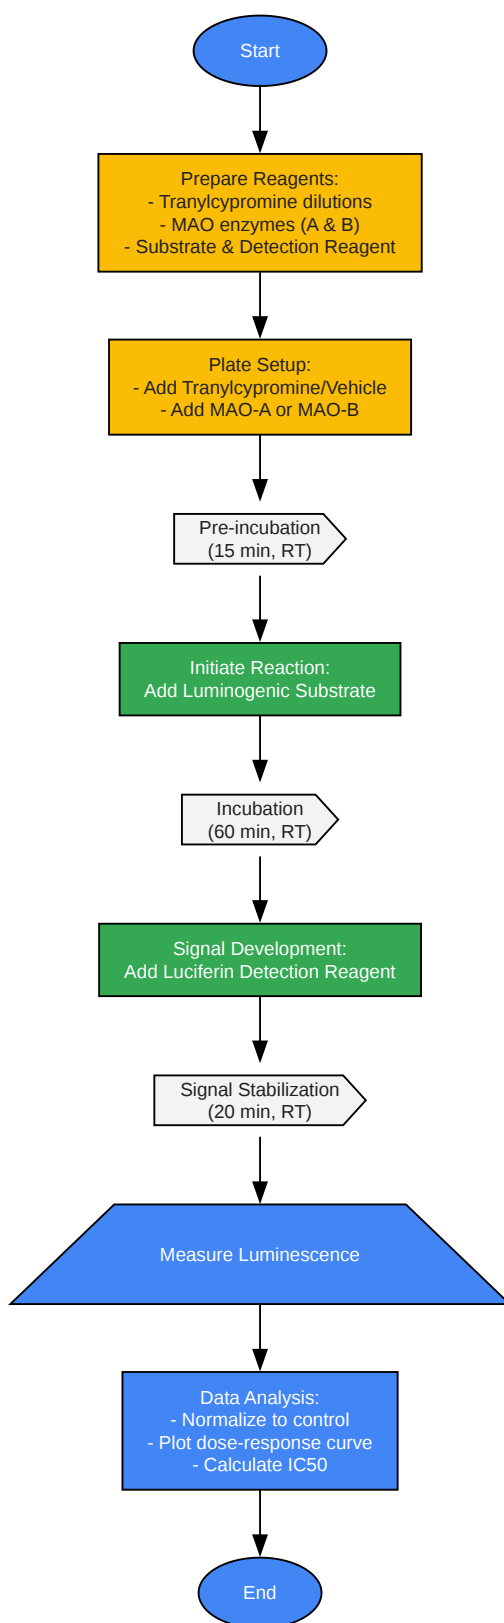 Start
Prepare Reagents:
- Tranylcypromine dilutions
- MAO enzymes (A & B)
- Substrate & Detection Reagent
Plate Setup:
- Add Tranylcypromine/Vehicle
- Add MAO-A or MAO-B
Pre-incubation
(15 min, RT)
Initiate Reaction:
Add Luminogenic Substrate
Incubation
(60 min, RT)
Signal Development:
Add Luciferin Detection Reagent
Signal Stabilization
(20 min, RT)
Measure Luminescence
Data Analysis:
- Normalize to control
- Plot dose-response curve
- Calculate IC50
End